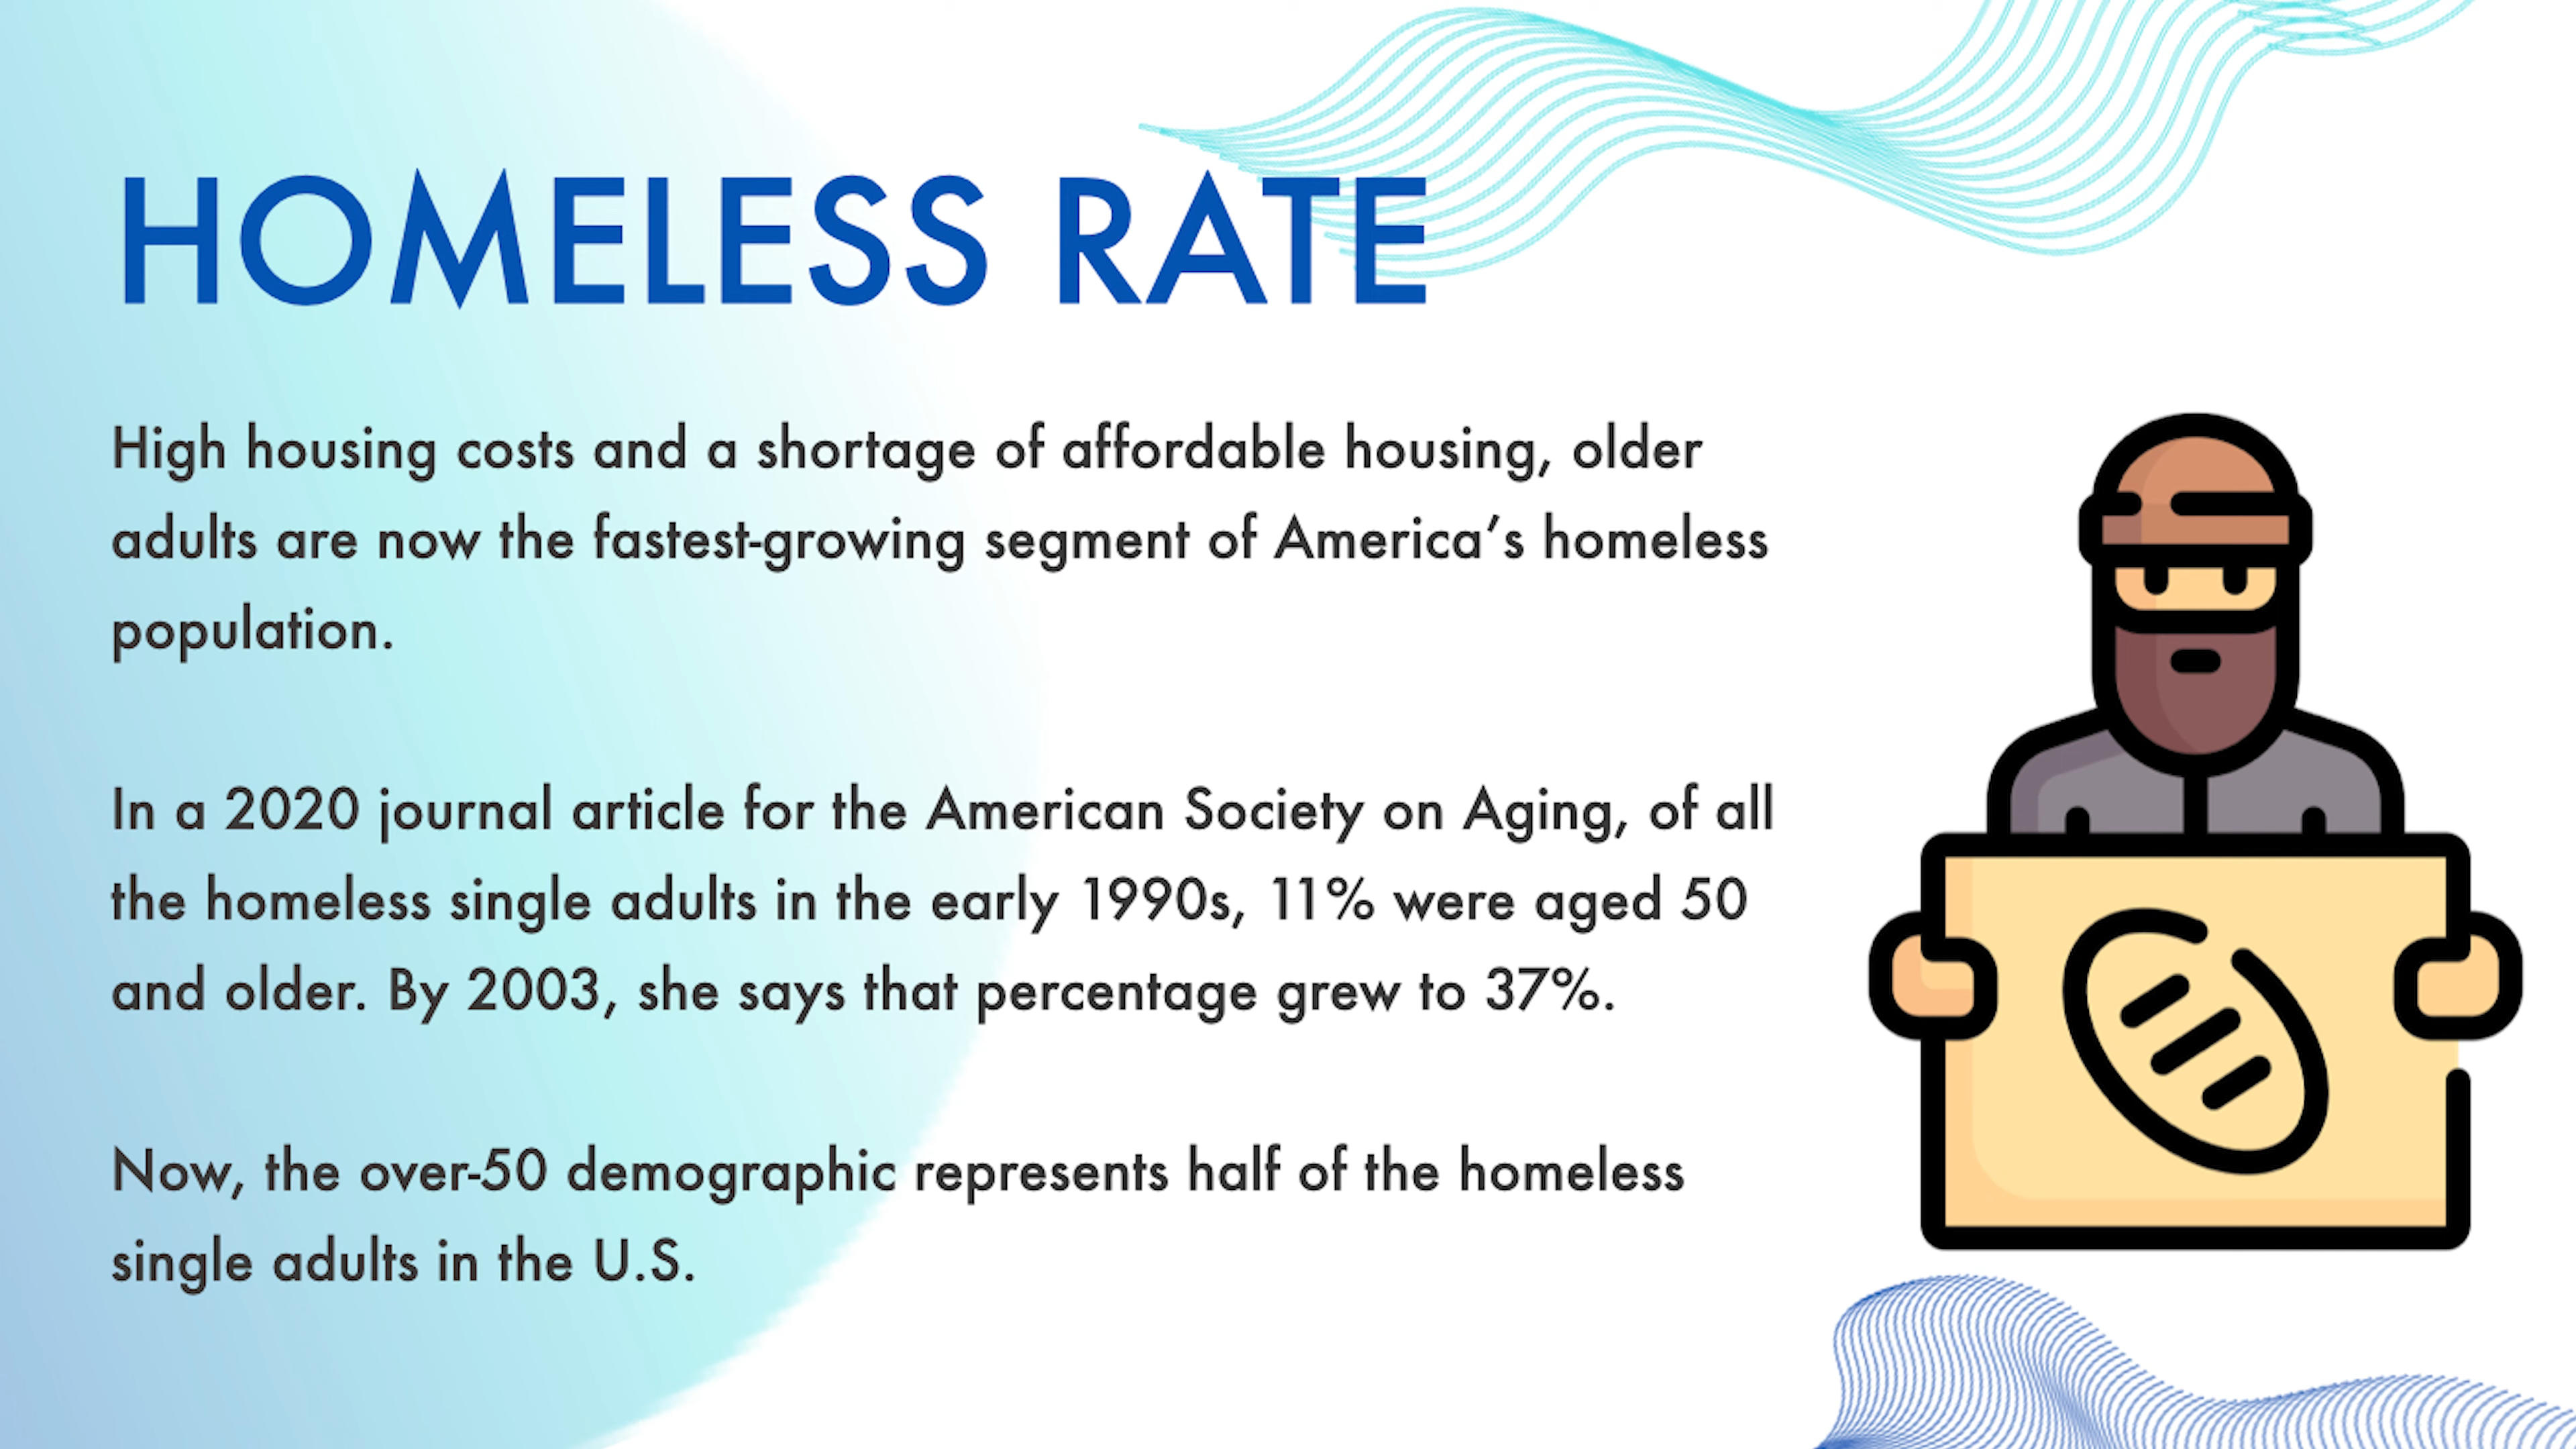 HOMELESS RATE
High housing costs and a shortage of affordable housing, older
adults are now the fastest-growing segment of America’s homeless
population.
In a 2020 journal article for the American Society on Aging, of all
the homeless single adults in the early 1990s, 11% were aged 50
and older. By 2003, she says that percentage grew to 37%.
Now, the over-50 demographic represents half of the homeless
single adults in the U.S.